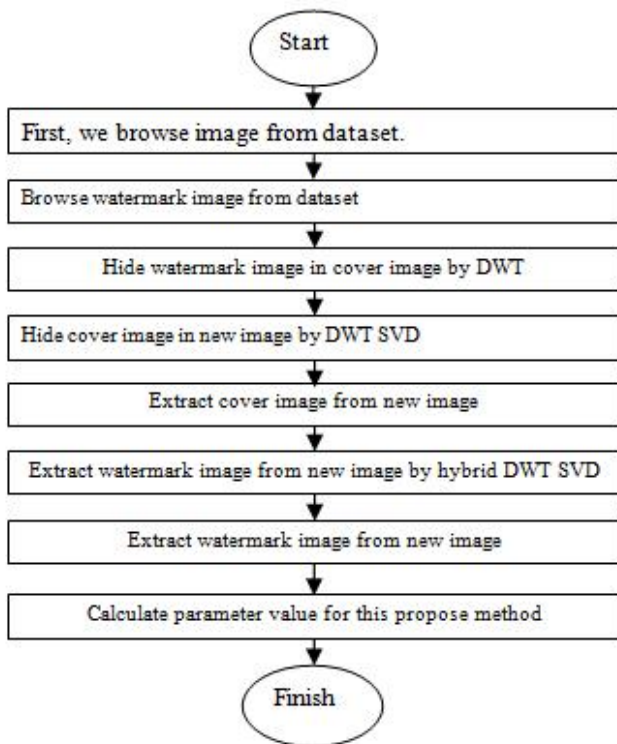 Start
First, we browse image from dataset.
Browse watermark image from dataset
Hide watermark image in cover image by DWT
Hide cover image in new image by DWT SVD
Extract cover image from new image
Extract watermark image from new image by hybrid DWT SVD
Extract watermark image from new image
Calculate parameter value for this propose method
Finish